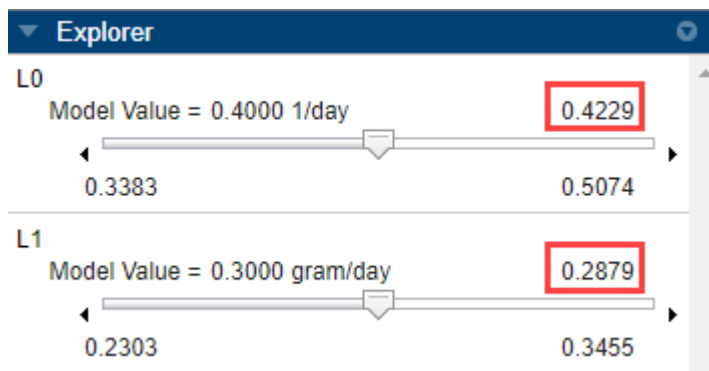 Explorer
L0
Model Value = 0.4000 1/day 0.4229
0.3383 0.5074
L1
Model Value = 0.3000 gram/day 0.2879
0.2303 0.3455